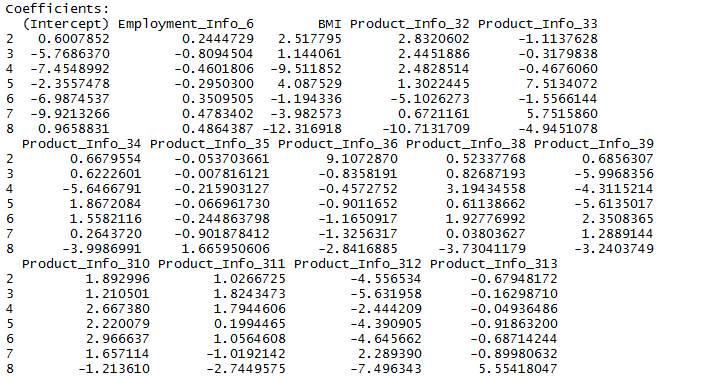 Coefficients:
(Intercept) Employment_Info_6 BMI Product_Info_32 Product_Info_33
2 0.6007852 0.2444729 2.517795 2.8320602 -1.1137628
3 -5.7686370 -0.8094504 1.144061 2.4451886 -0.3179838
4 -7.4548992 -0.4601806 -9.511852 2.4828514 -0.4676060
5 -2.3557478 -0.2950300 4.087529 1.3022445 7.5134072
6 -6.9874537 0.3509505 -1.194336 -5.1026273 -1.5566144
7 -9.9213266 0.4783402 -3.982573 0.6721161 5.7515860
8 0.9658831 0.4864387 -12.316918 -10.7131709 -4.9451078
Product_Info_34 Product_Info_35 Product_Info_36 Product_Info_38 Product_Info_39
2 0.6679554 -0.053703661 9.1072870 0.52337768 0.6856307
3 0.6222601 -0.007816121 -0.8358191 0.82687193 -5.9968356
4 -5.6466791 -0.215903127 -0.4572752 3.19434558 -4.3115214
5 1.8672084 -0.066961730 -0.9011652 0.61138662 -5.6135017
6 1.5582116 -0.244863798 -1.1650917 1.92776992 2.3508365
7 0.2643720 -0.901878412 -1.3256317 0.03803627 1.2889144
8 -3.9986991 1.665950606 -2.8416885 -3.73041179 -3.2403749
Product_Info_310 Product_Info_311 Product_Info_312 Product_Info_313
2 1.892996 1.0266725 -4.556534 -0.67948172
3 1.210501 1.8243473 -5.631958 -0.16298710
4 2.667380 1.7944606 -2.444209 -0.04936486
5 2.220079 0.1994465 -4.390905 -0.91863200
6 2.966637 1.0564608 -4.645662 -0.68714244
7 1.657114 -1.0192142 2.289390 -0.89980632
8 -1.213610 -2.7449575 -7.496343 5.55418047